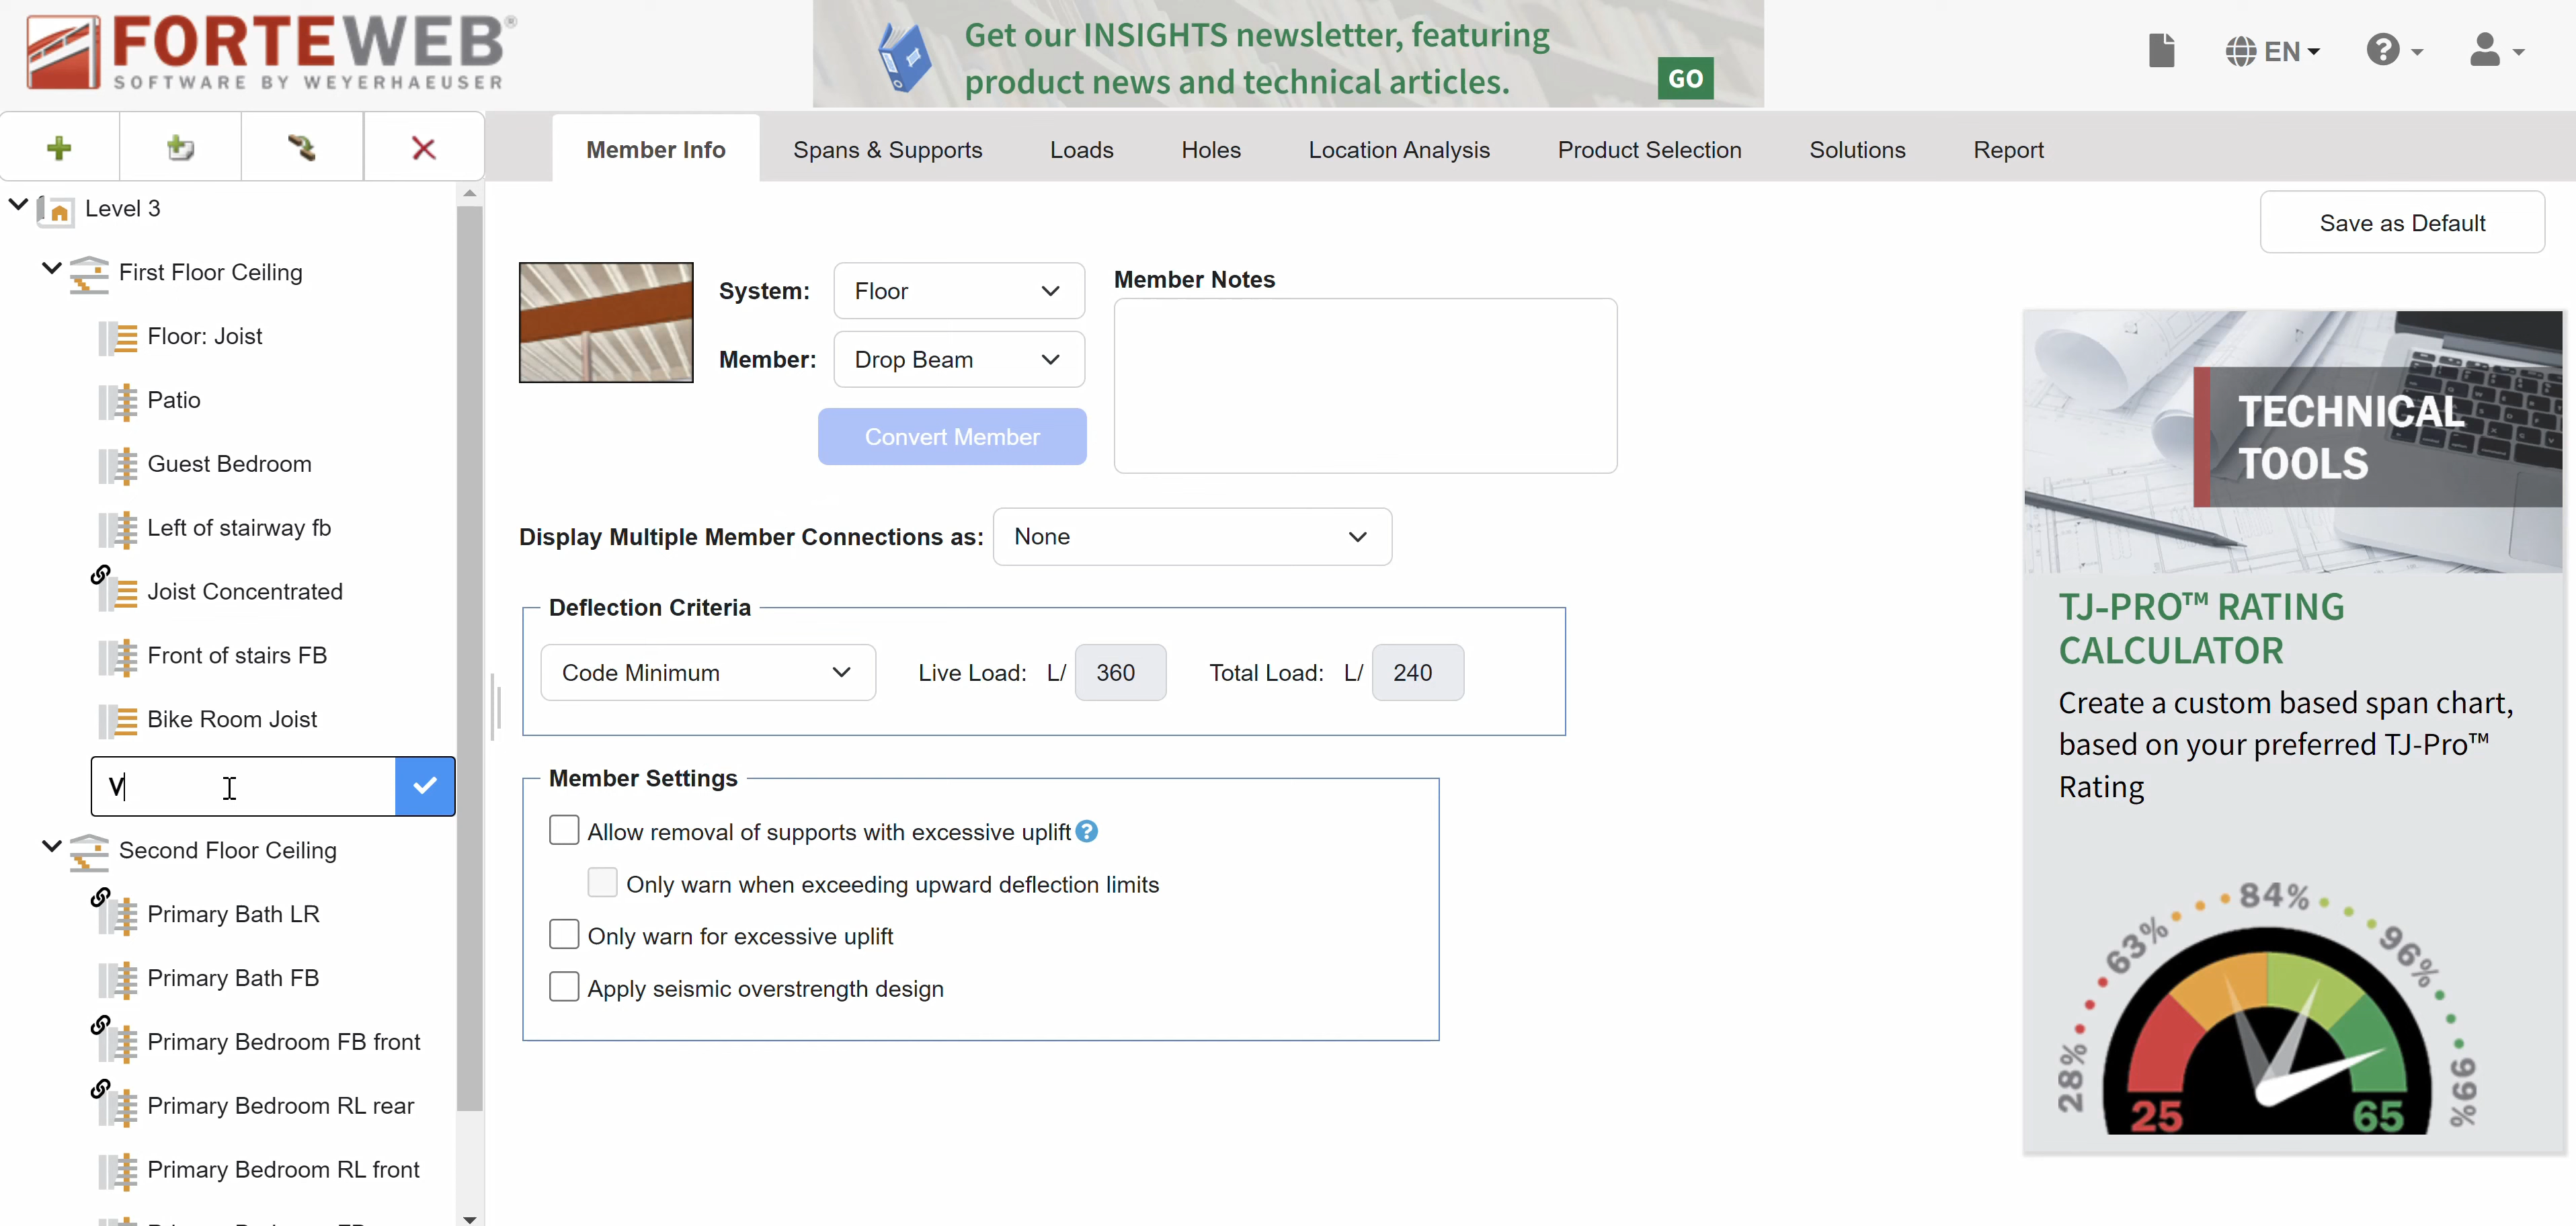 FORTEWEB®
SOFTWARE BY WEYERHAEUSER
Get our INSIGHTS newsletter, featuring
product news and technical articles.
GO
EN
Member Info
Spans & Supports
Loads
Holes
Location Analysis
Product Selection
Solutions
Report
Level 3
First Floor Ceiling
Floor: Joist
Patio
Guest Bedroom
Left of stairway fb
Joist Concentrated
Front of stairs FB
Bike Room Joist
V
Second Floor Ceiling
Primary Bath LR
Primary Bath FB
Primary Bedroom FB front
Primary Bedroom RL rear
Primary Bedroom RL front
Save as Default
System:
Floor
Member:
Drop Beam
Convert Member
Member Notes
Display Multiple Member Connections as:
None
Deflection Criteria
Code Minimum
Live Load: L/ 360
Total Load: L/ 240
Member Settings
Allow removal of supports with excessive uplift ?
Only warn when exceeding upward deflection limits
Only warn for excessive uplift
Apply seismic overstrength design
TECHNICAL
TOOLS
TJ-PRO™ RATING
CALCULATOR
Create a custom based span chart,
based on your preferred TJ-Pro™
Rating
28%
63%
84%
96%
99%
25
65